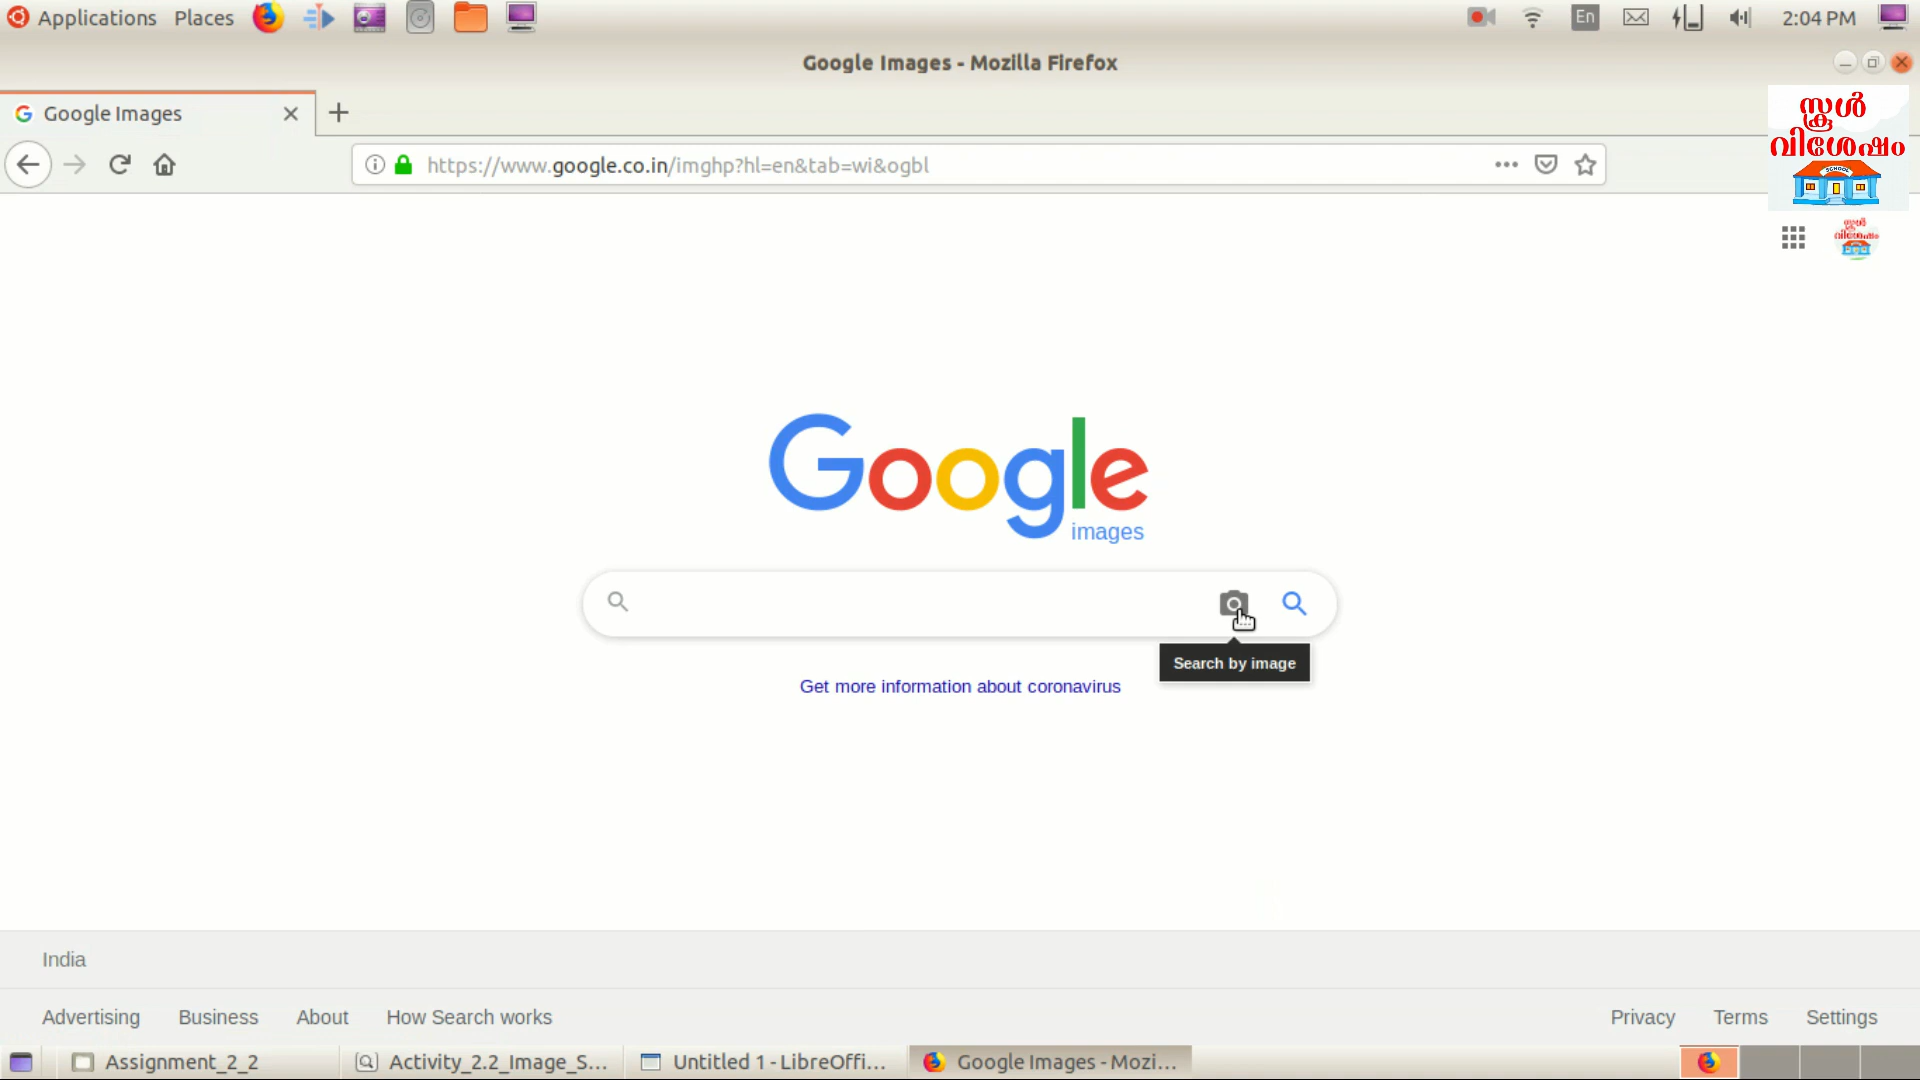 Applications Places En 2:04 PM
Google Images - Mozilla Firefox
Google Images
https://www.google.co.in/imghp?hl=en&tab=wi&ogbl
സ്കൂൾ
വിശേഷം
SCHOOL
സ്കൂൾ
വിശേഷം
Google
images
Search by image
Get more information about coronavirus
India
Advertising Business About How Search works Privacy Terms Settings
Assignment_2_2 Activity_2.2_Image_S... Untitled 1 - LibreOffi... Google Images - Mozi...